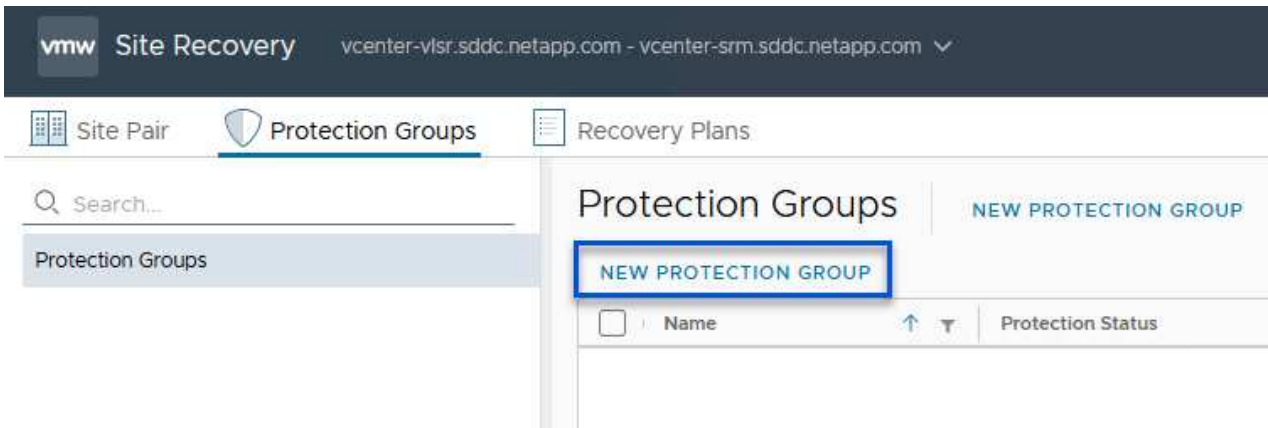 vmw Site Recovery vcenter-vlsr.sddc.netapp.com - vcenter-srm.sddc.netapp.com
Site Pair Protection Groups Recovery Plans
Search...
Protection Groups
Protection Groups NEW PROTECTION GROUP
NEW PROTECTION GROUP
Name Protection Status